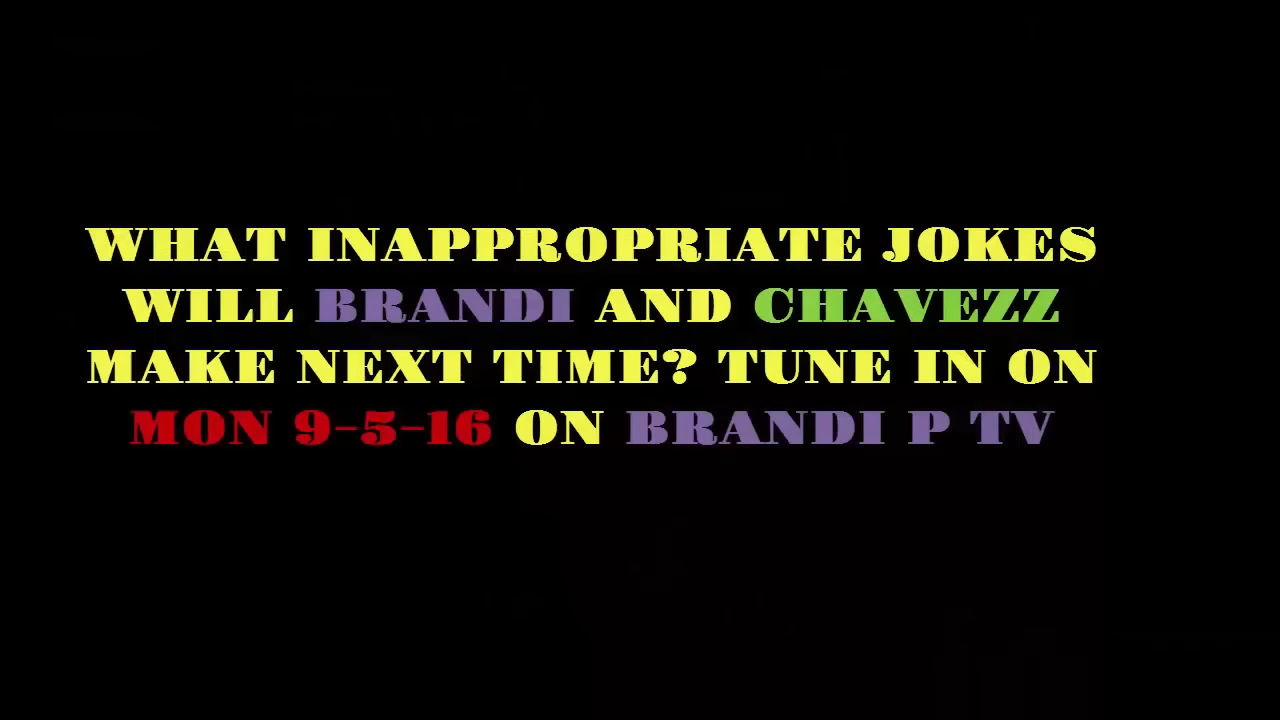 WHAT INAPPROPRIATE JOKES
WILL BRANDI AND CHAVEZZ
MAKE NEXT TIME? TUNE IN ON
MON 9-5-16 ON BRANDI P TV